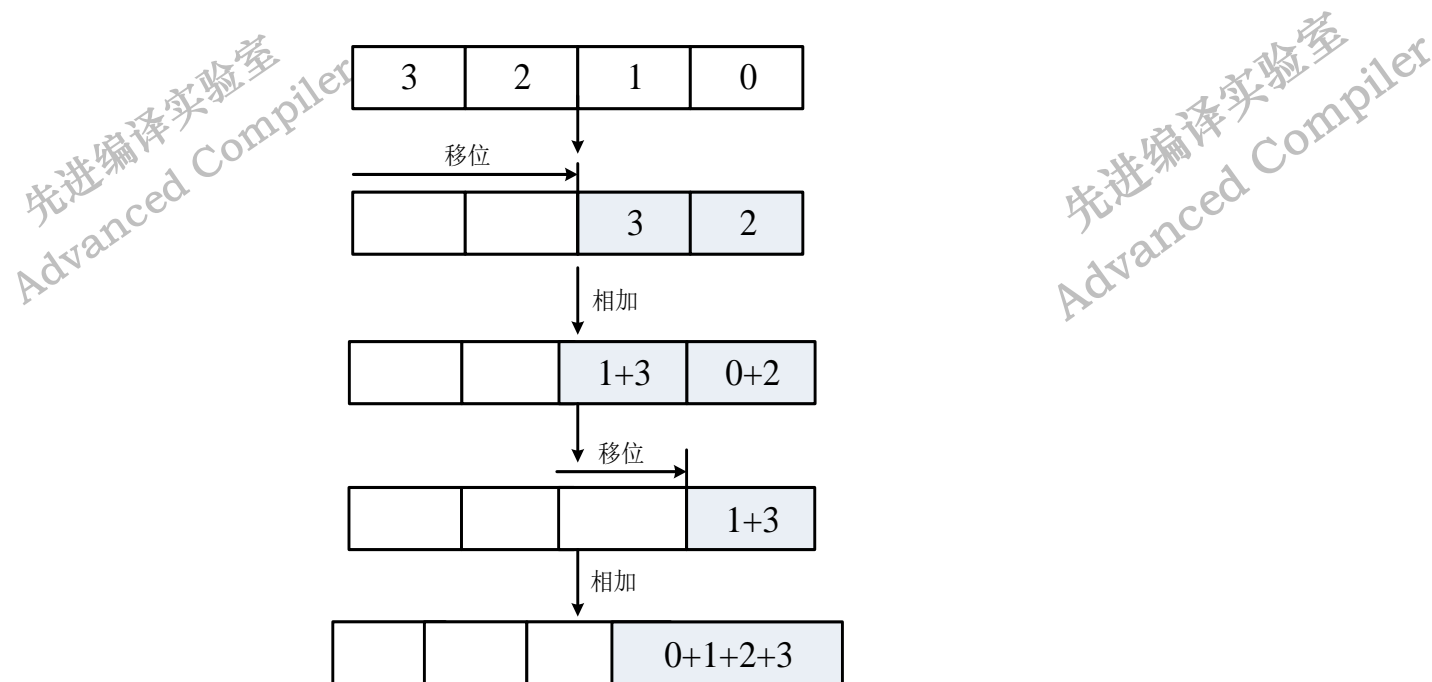 先进编译实验室
Advanced Compiler
先进编译实验室
Advanced Compiler
3 2 1 0
移位
3 2
相加
1+3 0+2
移位
1+3
相加
0+1+2+3